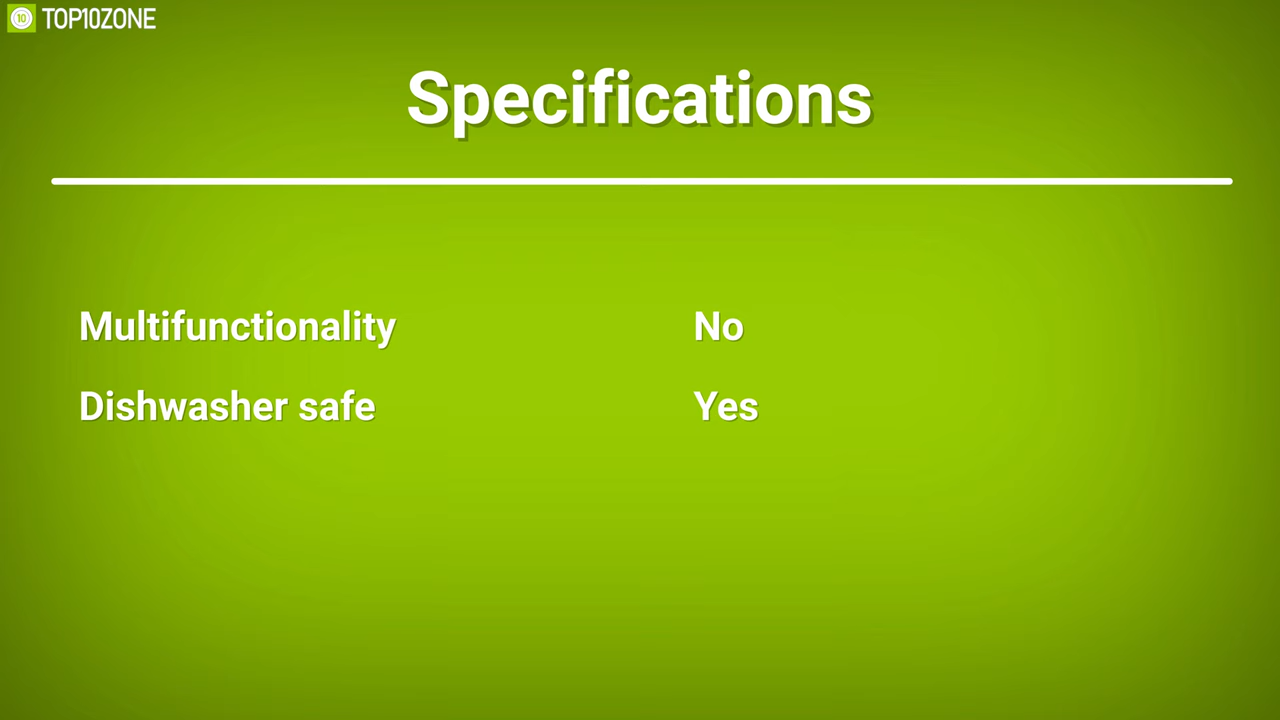 TOP10ZONE
Specifications
Multifunctionality No
Dishwasher safe Yes